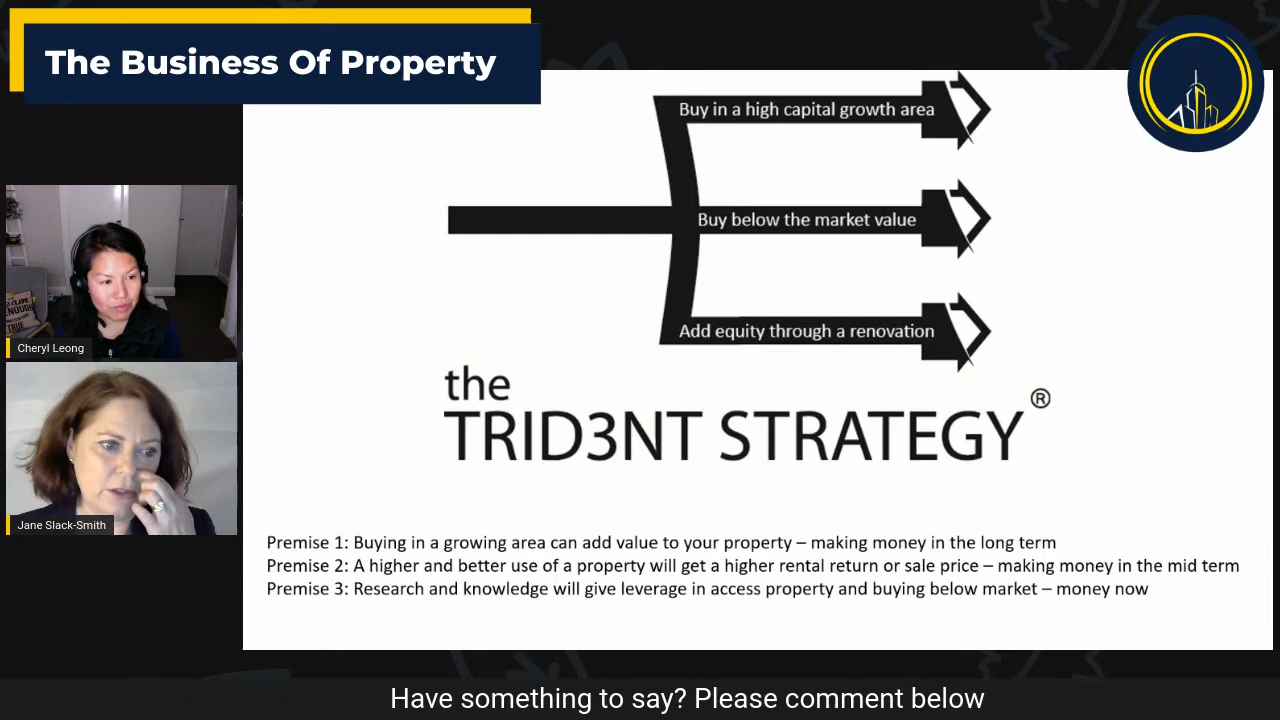 The Business Of Property
Buy in a high capital growth area
Buy below the market value
Add equity through a renovation
the
TRID3NT STRATEGY ®
Premise 1: Buying in a growing area can add value to your property – making money in the long term
Premise 2: A higher and better use of a property will get a higher rental return or sale price – making money in the mid term
Premise 3: Research and knowledge will give leverage in access property and buying below market – money now
ENOUGH
TRUE
Cheryl Leong
Jane Slack-Smith
Have something to say? Please comment below